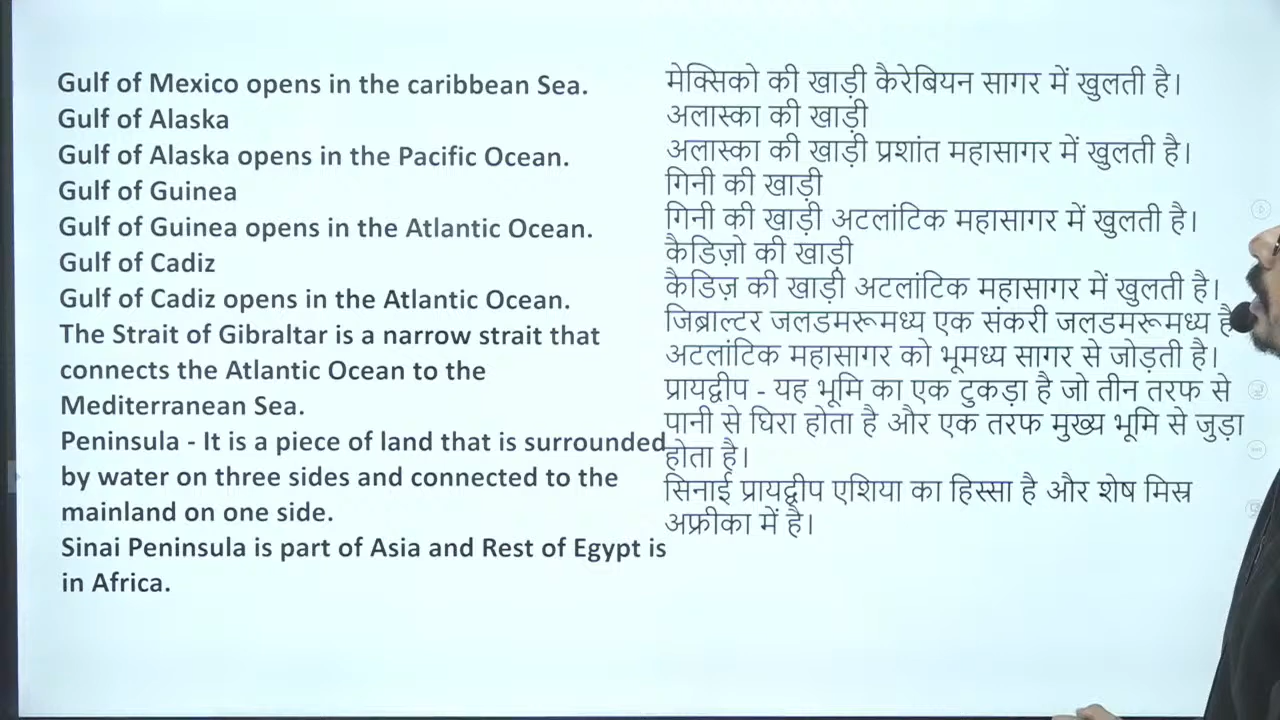 Gulf of Mexico opens in the caribbean Sea.
Gulf of Alaska
Gulf of Alaska opens in the Pacific Ocean.
Gulf of Guinea
Gulf of Guinea opens in the Atlantic Ocean.
Gulf of Cadiz
Gulf of Cadiz opens in the Atlantic Ocean.
The Strait of Gibraltar is a narrow strait that
connects the Atlantic Ocean to the
Mediterranean Sea.
Peninsula - It is a piece of land that is surrounded
by water on three sides and connected to the
mainland on one side.
Sinai Peninsula is part of Asia and Rest of Egypt is
in Africa.
मेक्सिको की खाड़ी कैरेबियन सागर में खुलती है।
अलास्का की खाड़ी
अलास्का की खाड़ी प्रशांत महासागर में खुलती है।
गिनी की खाड़ी
गिनी की खाड़ी अटलांटिक महासागर में खुलती है।
कैडिज़ो की खाड़ी
कैडिज़ की खाड़ी अटलांटिक महासागर में खुलती है।
जिब्राल्टर जलडमरूमध्य एक संकरी जलडमरूमध्य है
अटलांटिक महासागर को भूमध्य सागर से जोड़ती है।
प्रायद्वीप - यह भूमि का एक टुकड़ा है जो तीन तरफ से
पानी से घिरा होता है और एक तरफ मुख्य भूमि से जुड़ा
होता है।
सिनाई प्रायद्वीप एशिया का हिस्सा है और शेष मिस्र
अफ्रीका में है।